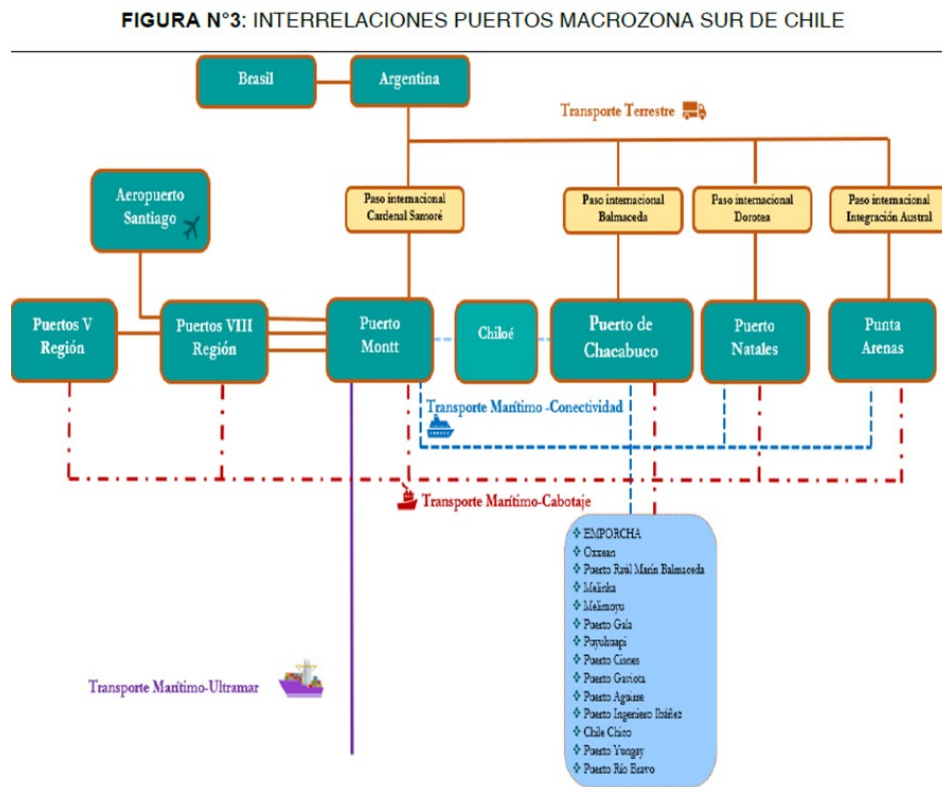 FIGURA N°3: INTERRELACIONES PUERTOS MACROZONA SUR DE CHILE
Brasil
Argentina
Transporte Terrestre
Aeropuerto
Santiago
Paso internacional
Cardenal Samoré
Paso internacional
Balmaceda
Paso internacional
Dorotea
Paso internacional
Integración Austral
Puertos V
Región
Puertos VIII
Región
Puerto
Montt
Chiloé
Puerto de
Chacabuco
Puerto
Natales
Punta
Arenas
Transporte Marítimo -Conectividad
Transporte Marítimo-Cabotaje
❖ EMPORCHA
❖ Oxxean
❖ Puerto Raúl Marín Balmaceda
❖ Melinka
❖ Melimoyu
❖ Puerto Gala
❖ Puyuhuapi
❖ Puerto Cisnes
❖ Puerto Gaviota
❖ Puerto Aguirre
❖ Puerto Ingeniero Ibáñez
❖ Chile Chico
❖ Puerto Yungay
❖ Puerto Río Bravo
Transporte Marítimo-Ultramar